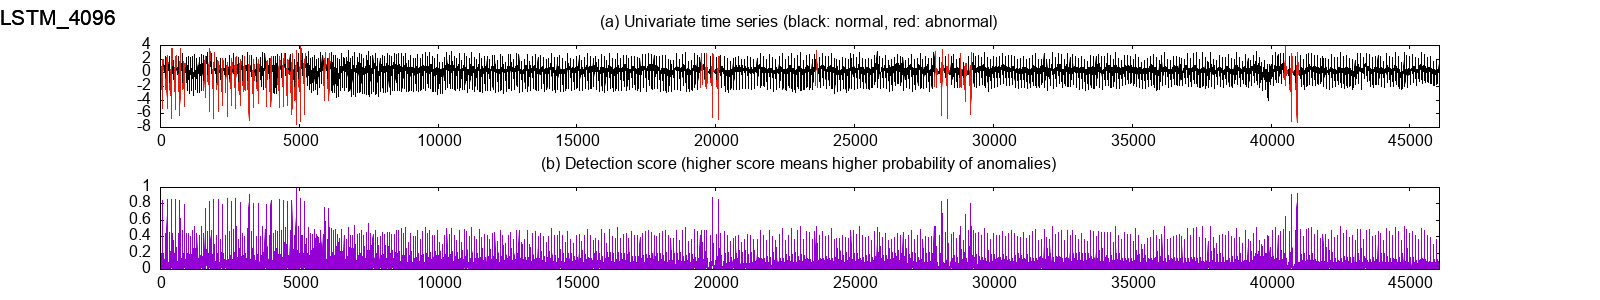 LSTM_4096
(a) Univariate time series (black: normal, red: abnormal)
4
2
0
-2
-4
-6
-8
0 5000 10000 15000 20000 25000 30000 35000 40000 45000
(b) Detection score (higher score means higher probability of anomalies)
1
0.8
0.6
0.4
0.2
0
0 5000 10000 15000 20000 25000 30000 35000 40000 45000